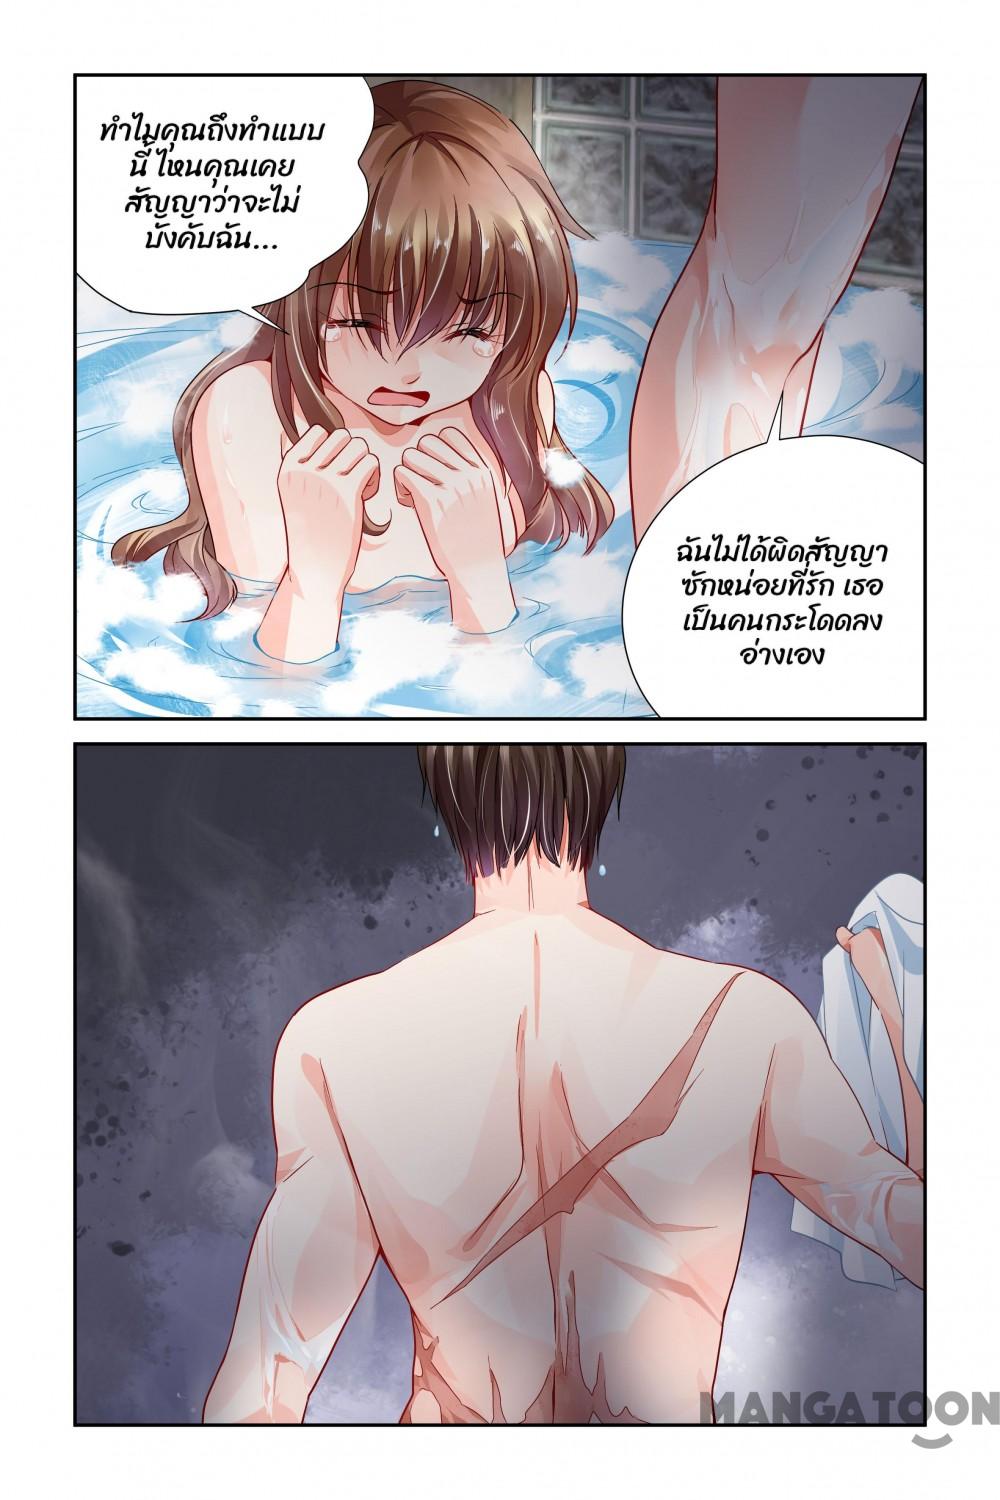 ทำไมคุณถึงทำแบบ
นี้ ไหนคุณเคย
สัญญาว่าจะไม่
บังคับฉัน...
ฉันไม่ได้ผิดสัญญา
ซักหน่อยที่รัก เธอ
เป็นคนกระโดดลง
อ่างเอง
MANGATOON